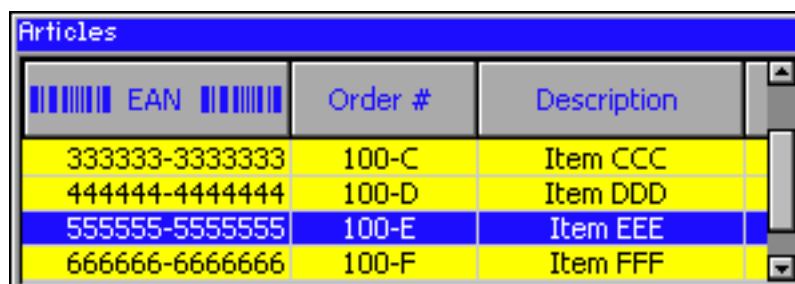 Articles
EAN Order # Description
333333-3333333 100-C Item CCC
444444-4444444 100-D Item DDD
555555-5555555 100-E Item EEE
666666-6666666 100-F Item FFF